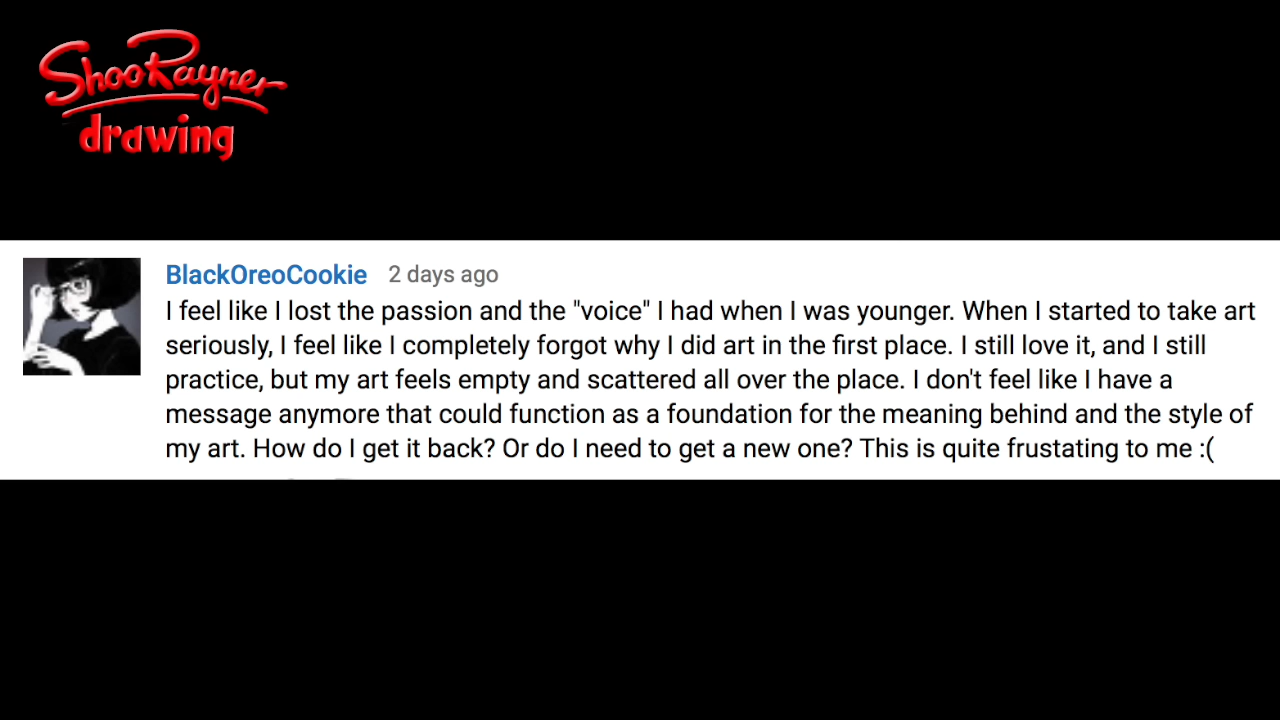 ShooRayner
drawing
BlackOreoCookie 2 days ago
I feel like I lost the passion and the "voice" I had when I was younger. When I started to take art
seriously, I feel like I completely forgot why I did art in the first place. I still love it, and I still
practice, but my art feels empty and scattered all over the place. I don't feel like I have a
message anymore that could function as a foundation for the meaning behind and the style of
my art. How do I get it back? Or do I need to get a new one? This is quite frustating to me :(